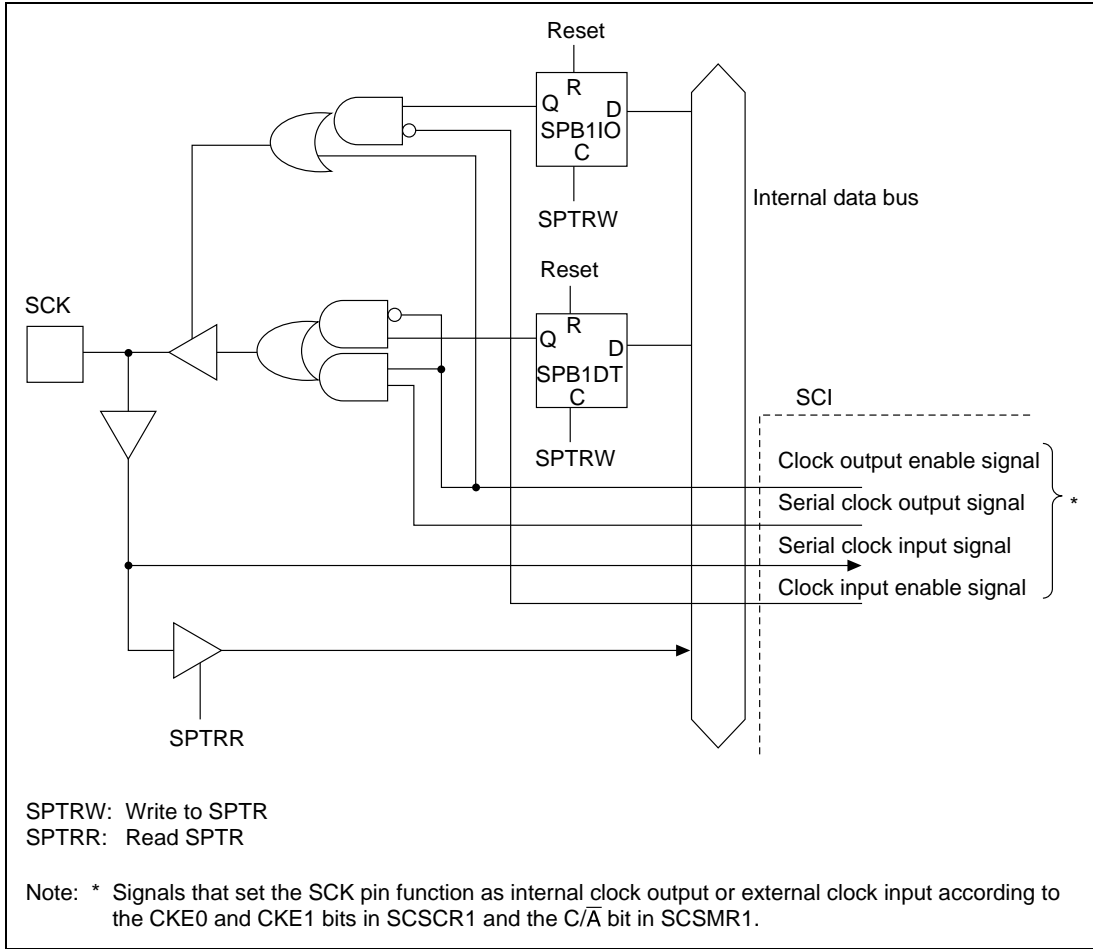 Reset
R
Q
D
SPB1IO
C
SPTRW
Internal data bus
Reset
SCK
R
Q
D
SPB1DT
C
SPTRW
SCI
Clock output enable signal
Serial clock output signal
*
Serial clock input signal
Clock input enable signal
SPTRR
SPTRW: Write to SPTR
SPTRR: Read SPTR
Note: * Signals that set the SCK pin function as internal clock output or external clock input according to
the CKE0 and CKE1 bits in SCSCR1 and the C/A̅ bit in SCSMR1.